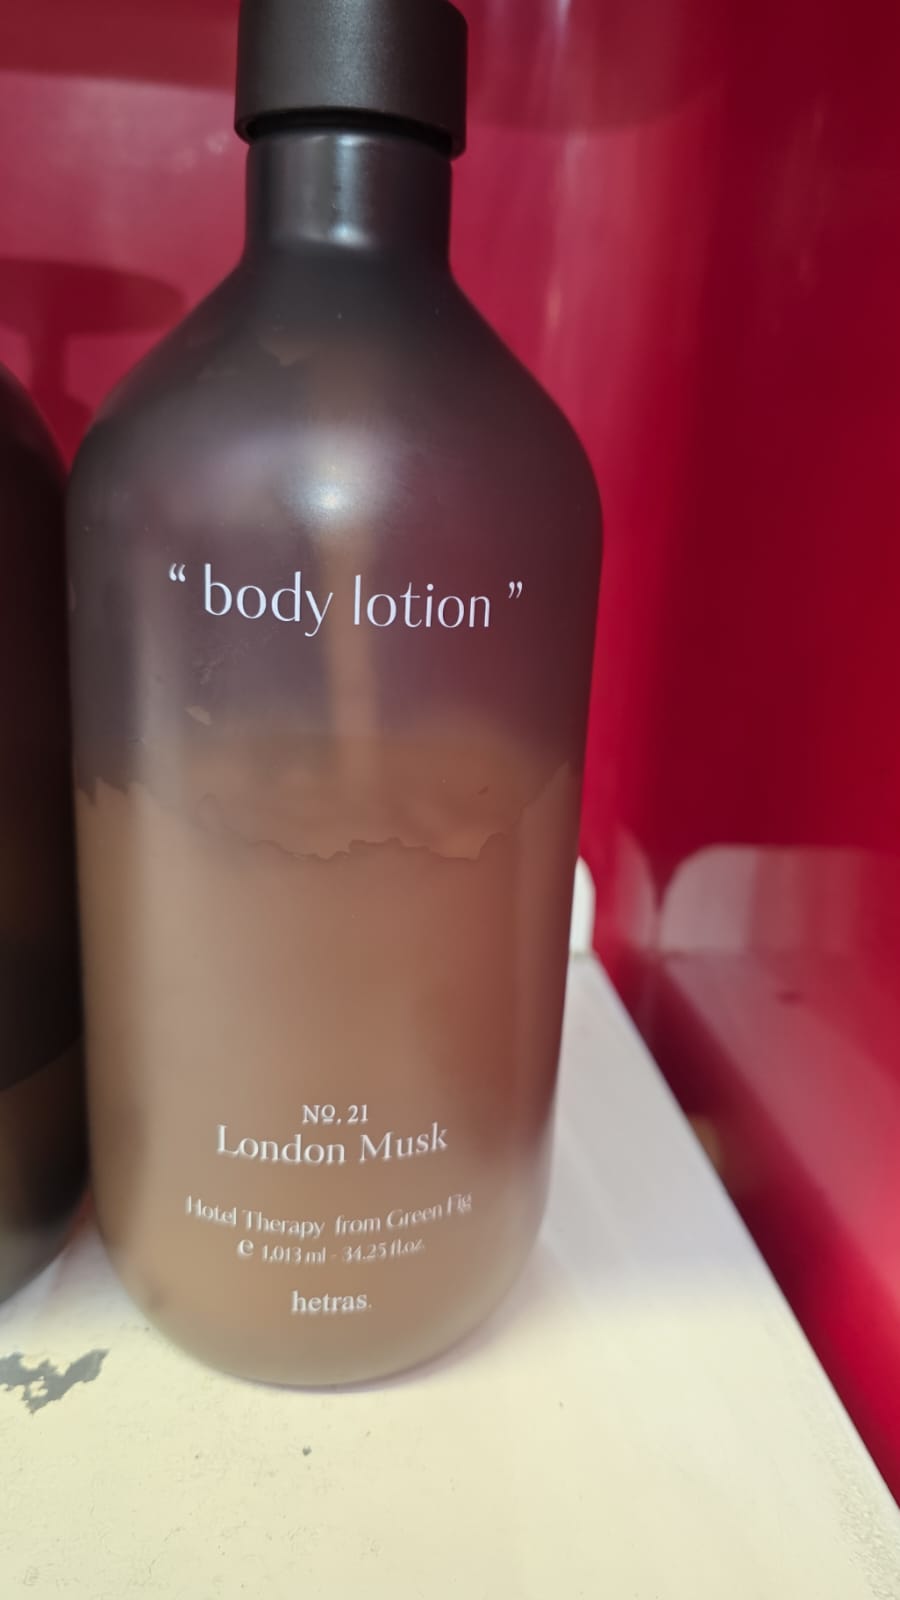 “ body lotion ”
Nº. 21
London Musk
Hotel Therapy from Green Fig
℮ 1,013 ml - 34.25 fl.oz.
hetras.